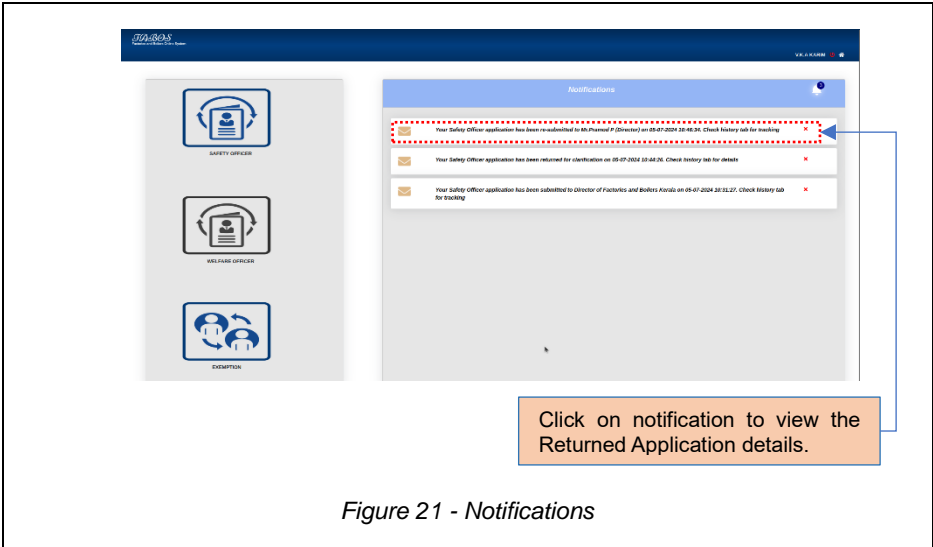 FABOS
Factories and Boilers Online System
V.K.A KARIM
Notifications
3
Your Safety Officer application has been re-submitted to Mr.Pramod P (Director) on 05-07-2024 10:46:34. Check history tab for tracking
Your Safety Officer application has been returned for clarification on 05-07-2024 10:44:26. Check history tab for details
Your Safety Officer application has been submitted to Director of Factories and Boilers Kerala on 05-07-2024 10:31:27. Check history tab
for tracking
SAFETY OFFICER
WELFARE OFFICER
EXEMPTION
Click on notification to view the
Returned Application details.
Figure 21 - Notifications